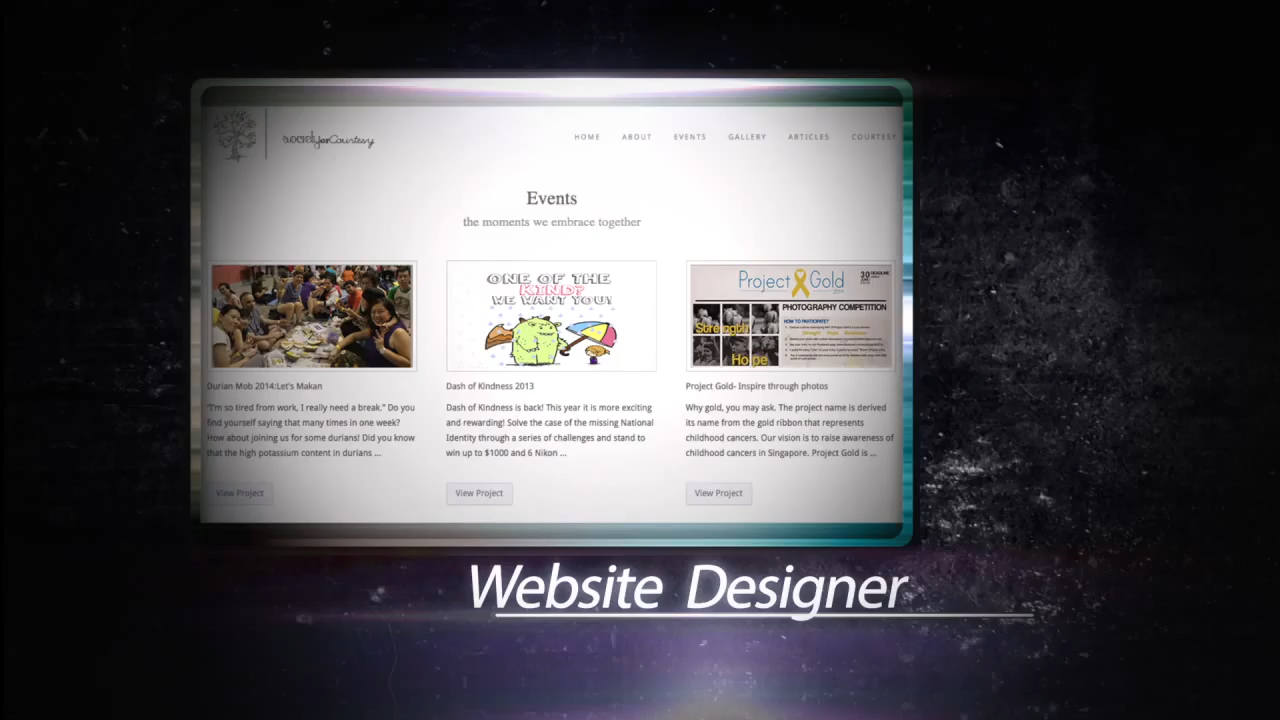 societyforCourtesy
HOME ABOUT EVENTS GALLERY ARTICLES COURTESY
Events
the moments we embrace together
ONE OF THE
KIND?
WE WANT YOU!
Project Gold
30
DEADLINE
PHOTOGRAPHY COMPETITION
HOW TO PARTICIPATE?
Strength
Hope
Durian Mob 2014:Let's Makan
"I'm so tired from work, I really need a break." Do you
find yourself saying that many times in one week?
How about joining us for some durians! Did you know
that the high potassium content in durians ...
View Project
Dash of Kindness 2013
Dash of Kindness is back! This year it is more exciting
and rewarding! Solve the case of the missing National
Identity through a series of challenges and stand to
win up to $1000 and 6 Nikon ...
View Project
Project Gold- Inspire through photos
Why gold, you may ask. The project name is derived
its name from the gold ribbon that represents
childhood cancers. Our vision is to raise awareness of
childhood cancers in Singapore. Project Gold is ...
View Project
Website Designer